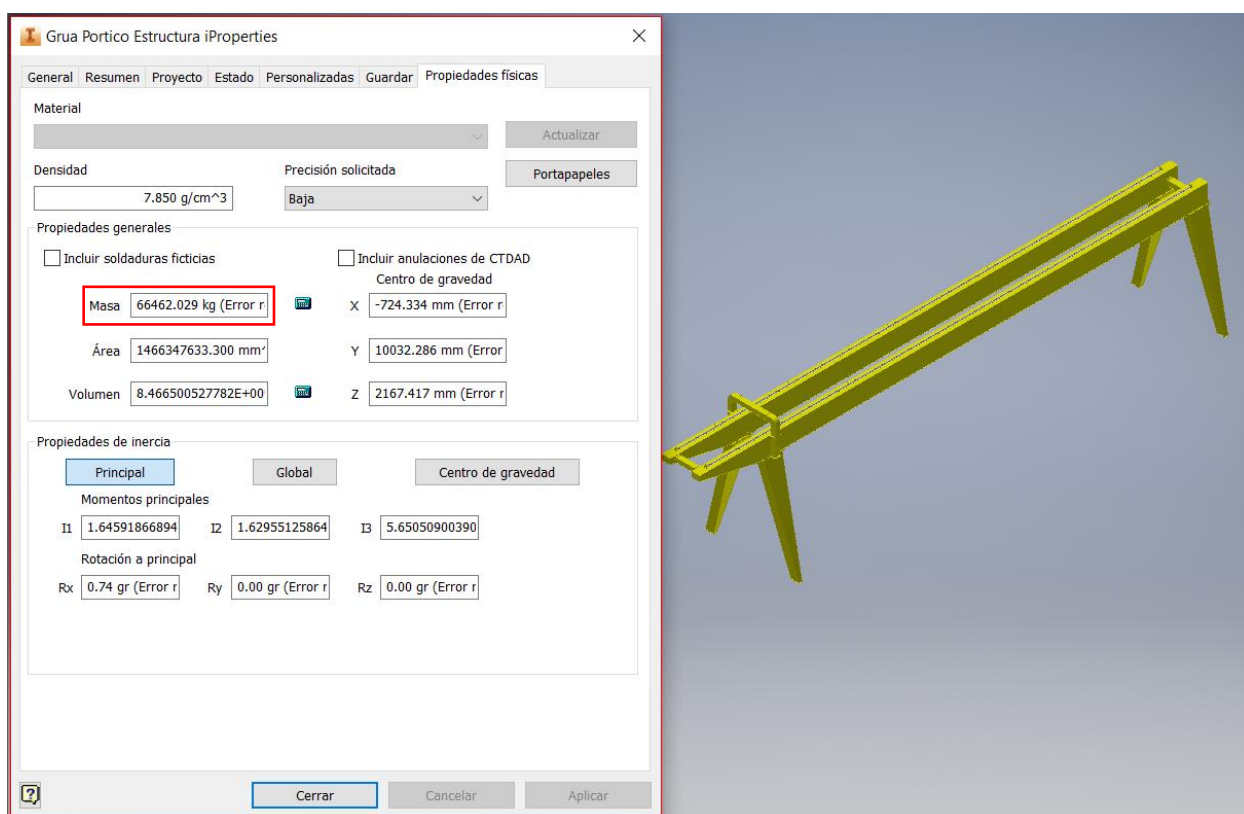 Grua Portico Estructura iProperties
General Resumen Proyecto Estado Personalizadas Guardar Propiedades físicas
Material
Actualizar
Densidad Precisión solicitada
Portapapeles
7.850 g/cm^3 Baja
Propiedades generales
Incluir soldaduras ficticias Incluir anulaciones de CTDAD
Centro de gravedad
Masa 66462.029 kg (Error r X -724.334 mm (Error r
Área 1466347633.300 mm^ Y 10032.286 mm (Error
Volumen 8.466500527782E+00 Z 2167.417 mm (Error r
Propiedades de inercia
Principal Global Centro de gravedad
Momentos principales
I1 1.64591866894 I2 1.62955125864 I3 5.65050900390
Rotación a principal
Rx 0.74 gr (Error r Ry 0.00 gr (Error r Rz 0.00 gr (Error r
Cerrar Cancelar Aplicar